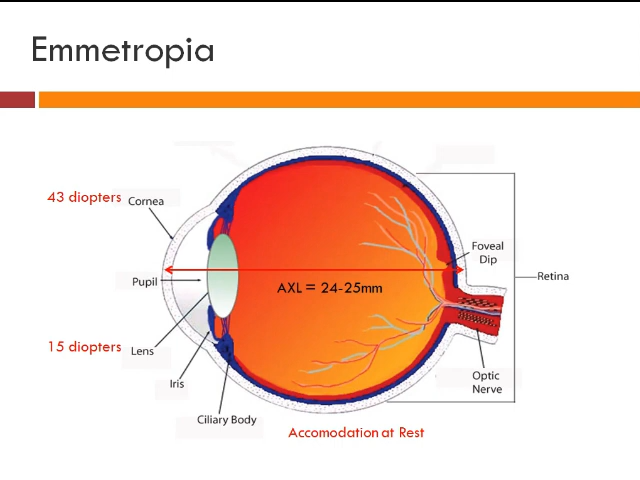 Emmetropia
43 diopters
Cornea
Foveal
Dip
Retina
Pupil
AXL = 24-25mm
15 diopters
Lens
Iris
Optic
Nerve
Ciliary Body
Accomodation at Rest